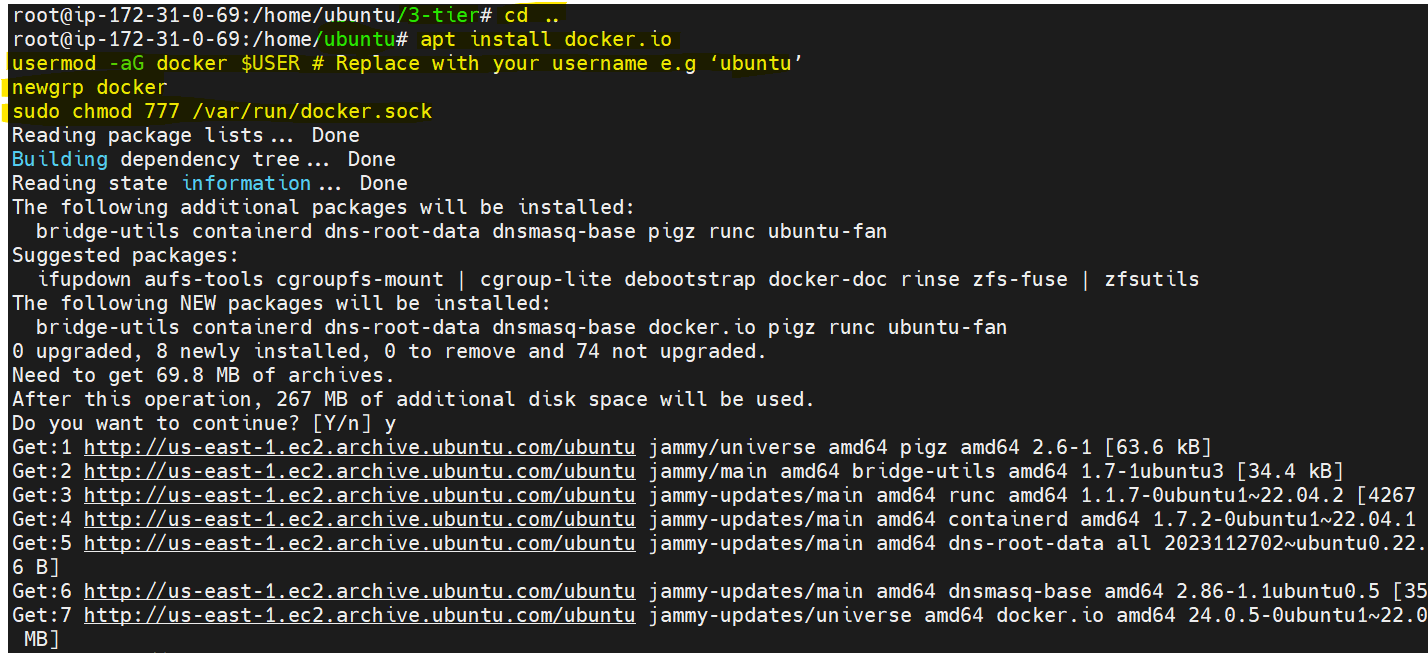 root@ip-172-31-0-69:/home/ubuntu/3-tier# cd ..
root@ip-172-31-0-69:/home/ubuntu# apt install docker.io
usermod -aG docker $USER # Replace with your username e.g ‘ubuntu’
newgrp docker
sudo chmod 777 /var/run/docker.sock
Reading package lists... Done
Building dependency tree... Done
Reading state information... Done
The following additional packages will be installed:
  bridge-utils containerd dns-root-data dnsmasq-base pigz runc ubuntu-fan
Suggested packages:
  ifupdown aufs-tools cgroupfs-mount | cgroup-lite debootstrap docker-doc rinse zfs-fuse | zfsutils
The following NEW packages will be installed:
  bridge-utils containerd dns-root-data dnsmasq-base docker.io pigz runc ubuntu-fan
0 upgraded, 8 newly installed, 0 to remove and 74 not upgraded.
Need to get 69.8 MB of archives.
After this operation, 267 MB of additional disk space will be used.
Do you want to continue? [Y/n] y
Get:1 http://us-east-1.ec2.archive.ubuntu.com/ubuntu jammy/universe amd64 pigz amd64 2.6-1 [63.6 kB]
Get:2 http://us-east-1.ec2.archive.ubuntu.com/ubuntu jammy/main amd64 bridge-utils amd64 1.7-1ubuntu3 [34.4 kB]
Get:3 http://us-east-1.ec2.archive.ubuntu.com/ubuntu jammy-updates/main amd64 runc amd64 1.1.7-0ubuntu1~22.04.2 [4267
Get:4 http://us-east-1.ec2.archive.ubuntu.com/ubuntu jammy-updates/main amd64 containerd amd64 1.7.2-0ubuntu1~22.04.1
Get:5 http://us-east-1.ec2.archive.ubuntu.com/ubuntu jammy-updates/main amd64 dns-root-data all 2023112702~ubuntu0.22.
6 B]
Get:6 http://us-east-1.ec2.archive.ubuntu.com/ubuntu jammy-updates/main amd64 dnsmasq-base amd64 2.86-1.1ubuntu0.5 [35
Get:7 http://us-east-1.ec2.archive.ubuntu.com/ubuntu jammy-updates/universe amd64 docker.io amd64 24.0.5-0ubuntu1~22.0
 MB]